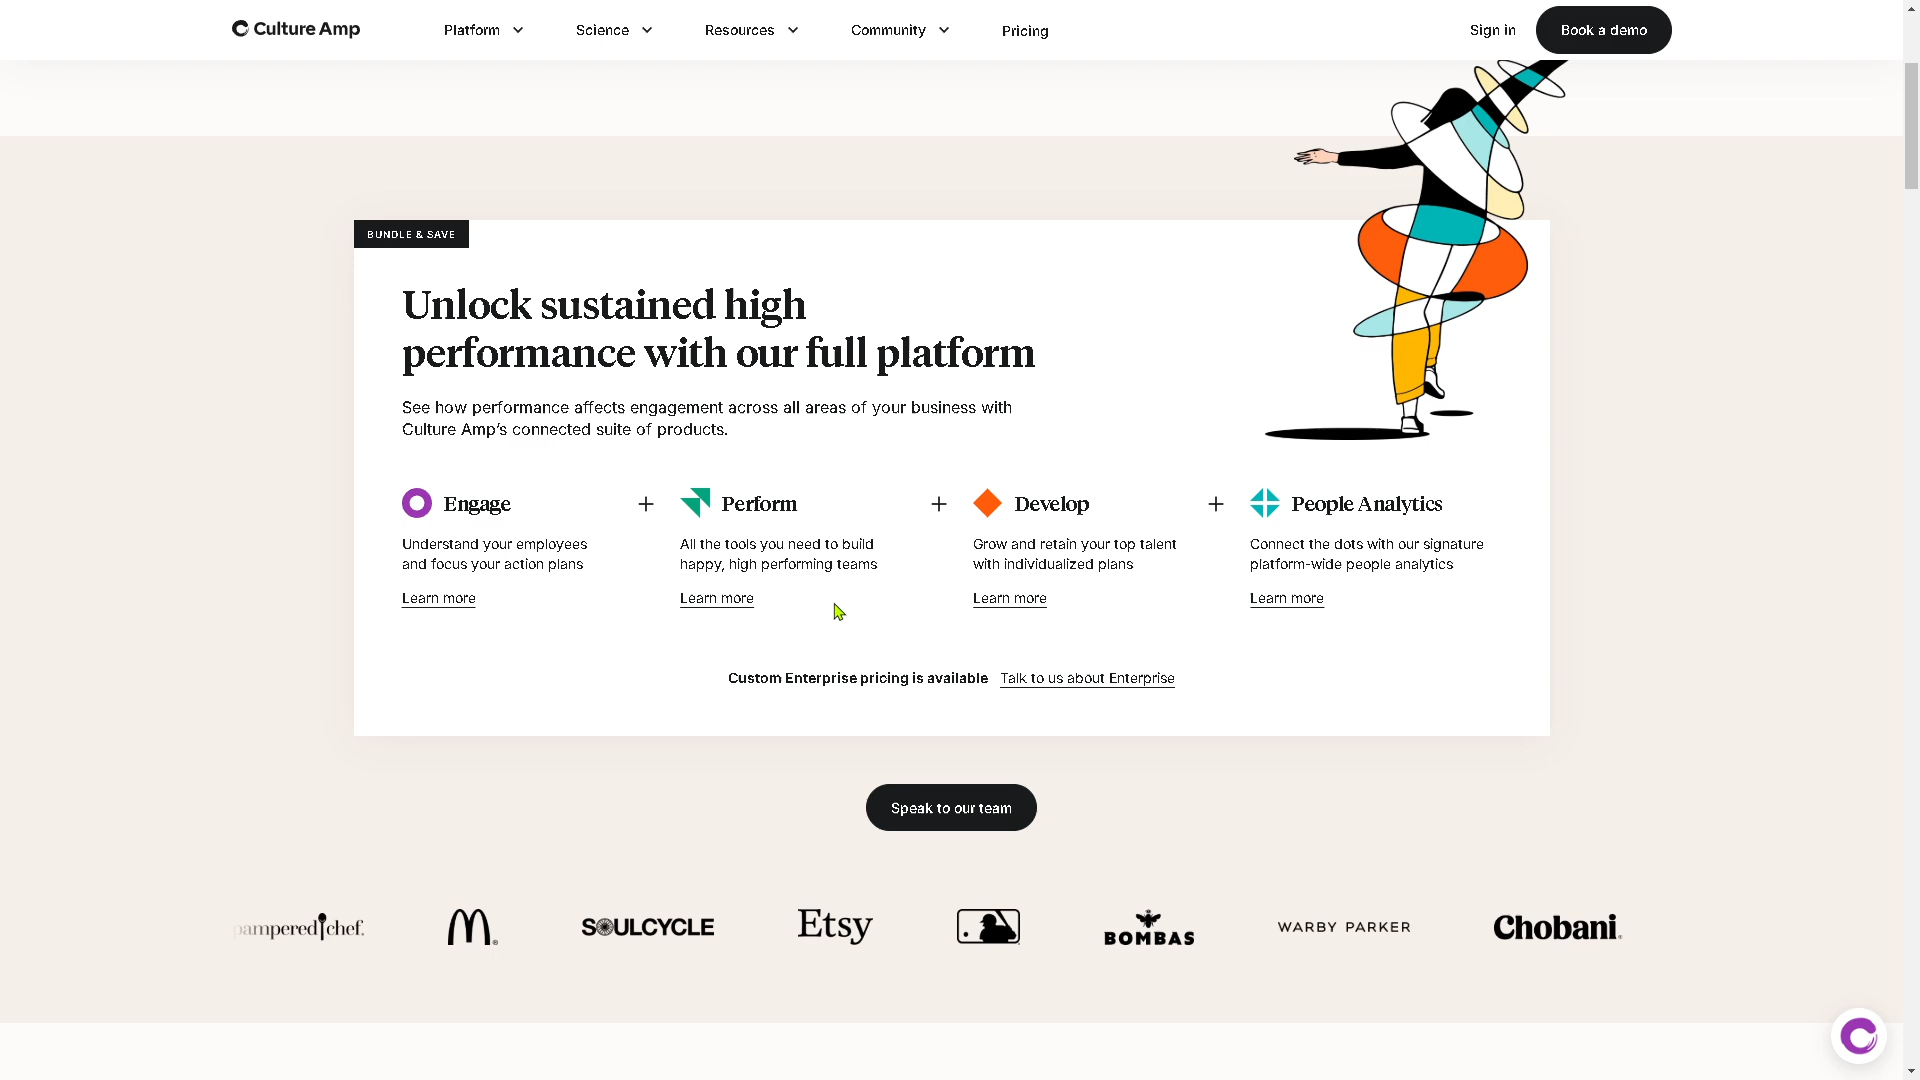 Culture Amp
Platform
Science
Resources
Community
Pricing
Sign in
Book a demo
BUNDLE & SAVE
Unlock sustained high
performance with our full platform
See how performance affects engagement across all areas of your business with
Culture Amp’s connected suite of products.
Engage
Understand your employees
and focus your action plans
Learn more
+
Perform
All the tools you need to build
happy, high performing teams
Learn more
+
Develop
Grow and retain your top talent
with individualized plans
Learn more
+
People Analytics
Connect the dots with our signature
platform-wide people analytics
Learn more
Custom Enterprise pricing is available Talk to us about Enterprise
Speak to our team
pampered chef.
SOULCYCLE
Etsy
BOMBAS
WARBY PARKER
Chobani